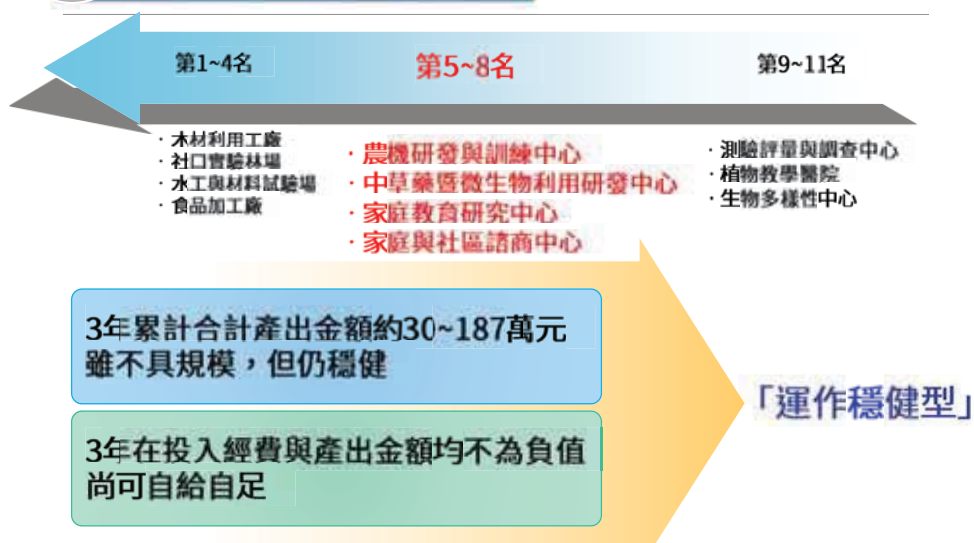 第1~4名
第5~8名
第9~11名
· 木材利用工廠
· 社口實驗林場
· 水工與材料試驗場
· 食品加工廠
· 農機研發與訓練中心
· 中草藥暨微生物利用研發中心
· 家庭教育研究中心
· 家庭與社區諮商中心
· 測驗評量與調查中心
· 植物教學醫院
· 生物多樣性中心
3年累計合計產出金額約30~187萬元
雖不具規模，但仍穩健
3年在投入經費與產出金額均不為負值
尚可自給自足
「運作穩健型」